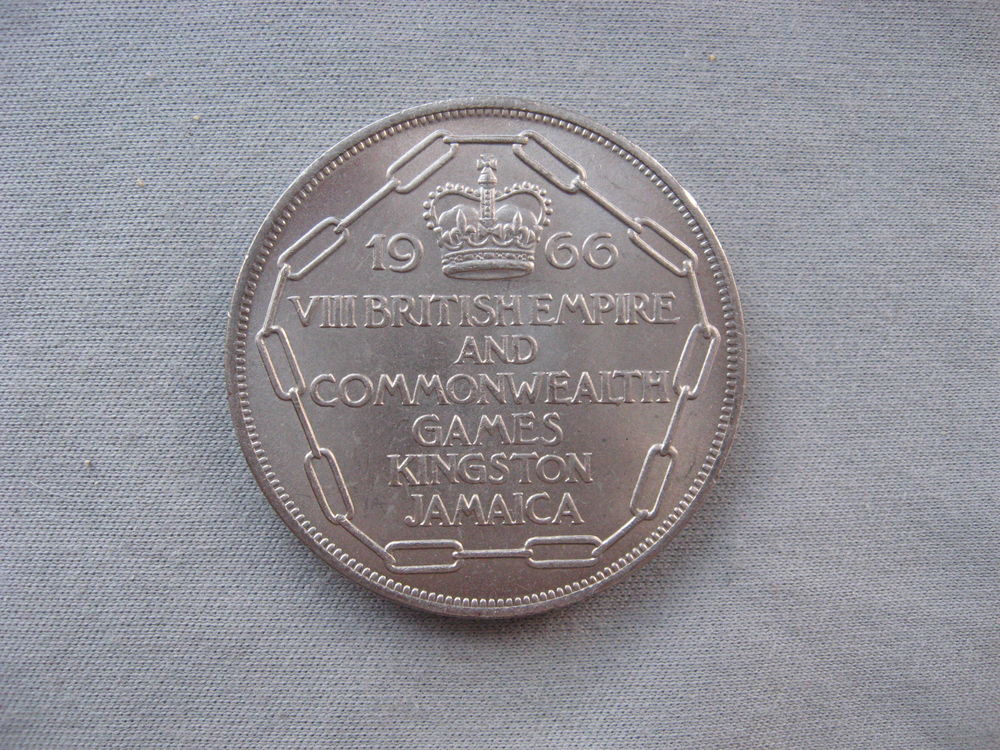 1966
VIII BRITISH EMPIRE
AND
COMMONWEALTH
GAMES
KINGSTON
JAMAICA